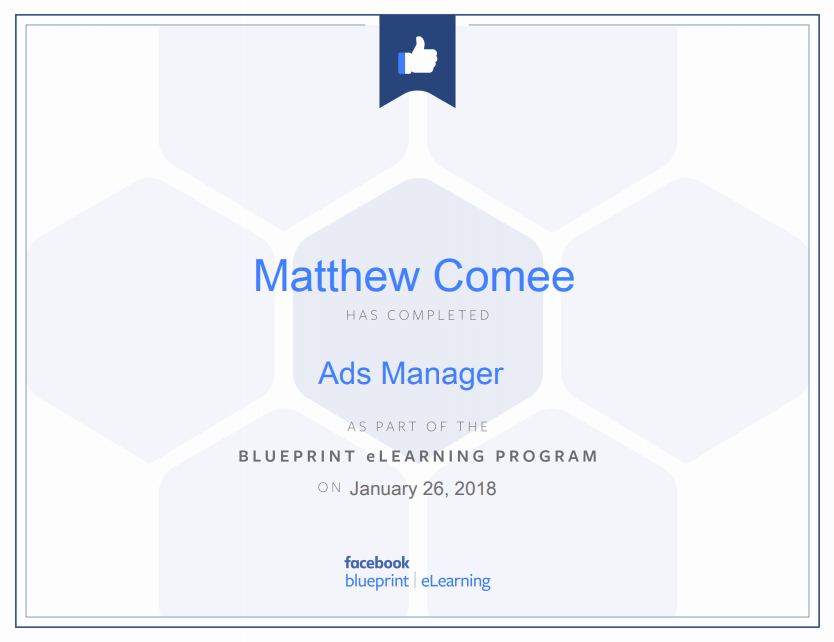 Matthew Comee
HAS COMPLETED
Ads Manager
AS PART OF THE
BLUEPRINT eLEARNING PROGRAM
ON January 26, 2018
facebook
blueprint | eLearning